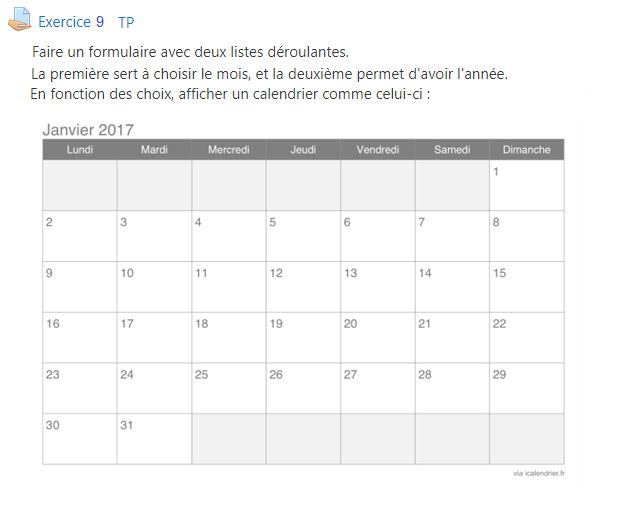 Exercice 9 TP
Faire un formulaire avec deux listes déroulantes.
La première sert à choisir le mois, et la deuxième permet d'avoir l'année.
En fonction des choix, afficher un calendrier comme celui-ci :
Janvier 2017
Lundi Mardi Mercredi Jeudi Vendredi Samedi Dimanche
1
2 3 4 5 6 7 8
9 10 11 12 13 14 15
16 17 18 19 20 21 22
23 24 25 26 27 28 29
30 31
via icalendrier.fr